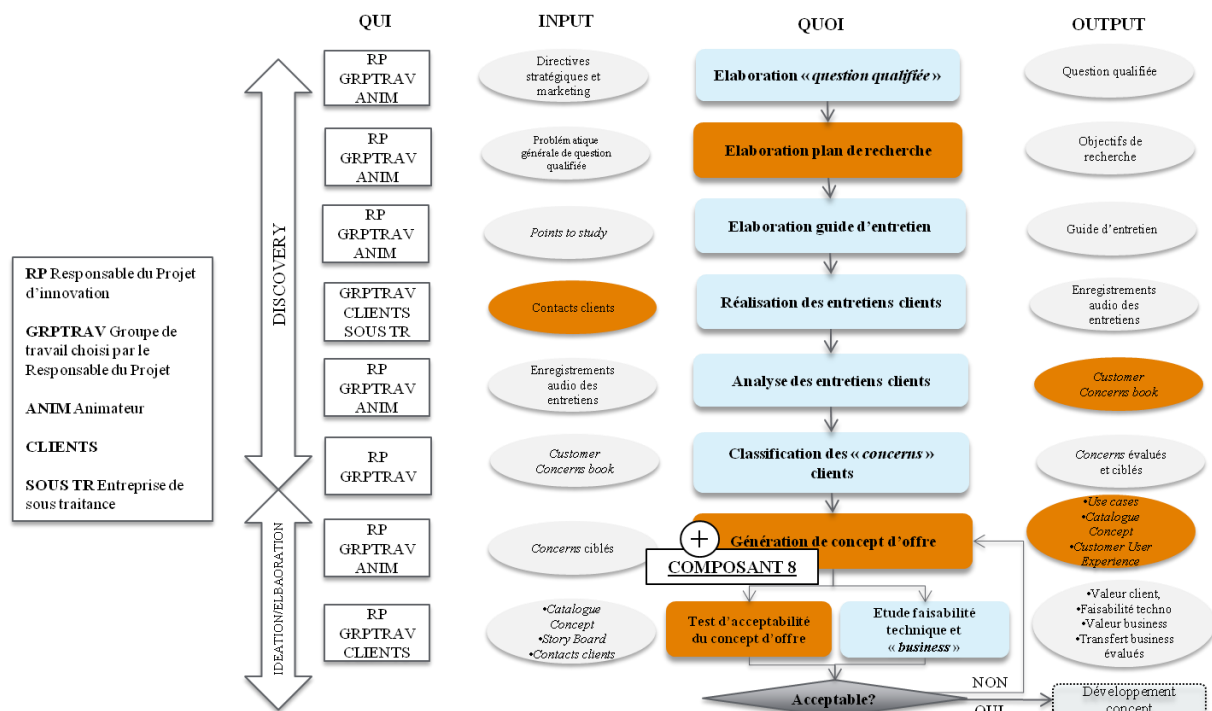 QUI
INPUT
QUOI
OUTPUT
RP
GRPTRAV
ANIM
Directives
stratégiques et
marketing
Elaboration « question qualifiée »
Question qualifiée
RP
GRPTRAV
ANIM
Problématique
générale de question
qualifiée
Elaboration plan de recherche
Objectifs de
recherche
RP
GRPTRAV
ANIM
Points to study
Elaboration guide d'entretien
Guide d'entretien
GRPTRAV
CLIENTS
SOUS TR
Contacts clients
Réalisation des entretiens clients
Enregistrements
audio des
entretiens
RP
GRPTRAV
ANIM
Enregistrements
audio des
entretiens
Analyse des entretiens clients
Customer
Concerns book
RP
GRPTRAV
Customer
Concerns book
Classification des « concerns »
clients
Concerns évalués
et ciblés
RP
GRPTRAV
ANIM
Concerns ciblés
Génération de concept d'offre
+
COMPOSANT 8
•Use cases
•Catalogue
Concept
•Customer User
Experience
RP
GRPTRAV
CLIENTS
•Catalogue
Concept
•Story Board
•Contacts clients
Test d'acceptabilité
du concept d'offre
Etude faisabilité
technique et
« business »
•Valeur client,
•Faisabilité techno
•Valeur business
•Transfert business
évalués
Acceptable?
NON
OUI
Développement
concept
DISCOVERY
IDEATION/ELBAORATION
RP Responsable du Projet
d'innovation
GRPTRAV Groupe de
travail choisi par le
Responsable du Projet
ANIM Animateur
CLIENTS
SOUS TR Entreprise de
sous traitance